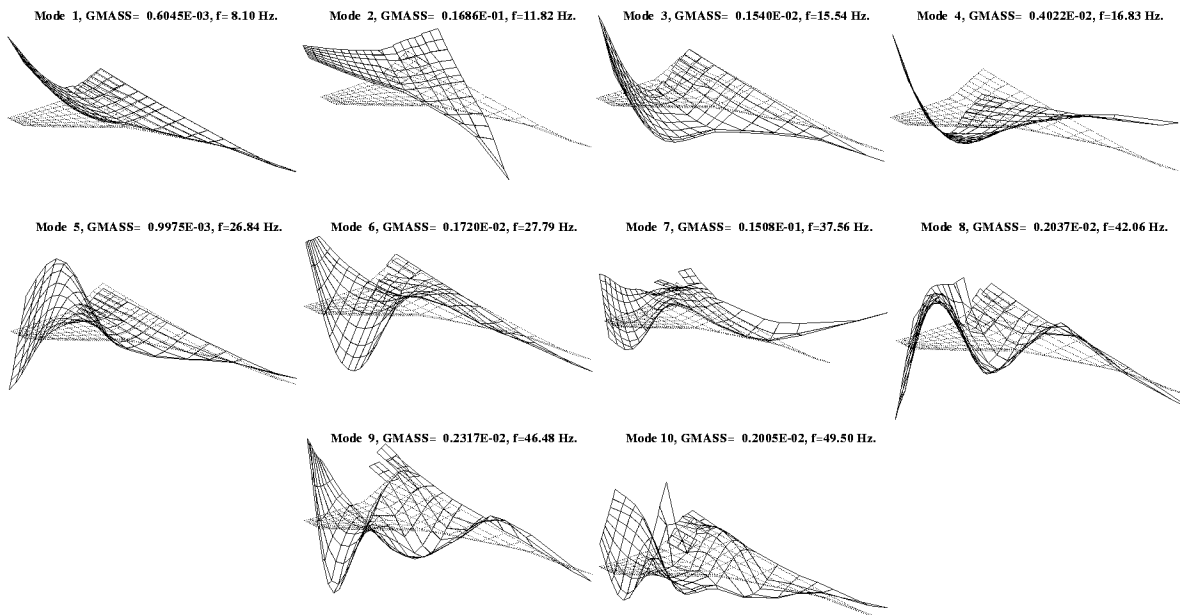 Mode 1, GMASS= 0.6045E-03, f= 8.10 Hz.
Mode 2, GMASS= 0.1686E-01, f=11.82 Hz.
Mode 3, GMASS= 0.1540E-02, f=15.54 Hz.
Mode 4, GMASS= 0.4022E-02, f=16.83 Hz.
Mode 5, GMASS= 0.9975E-03, f=26.84 Hz.
Mode 6, GMASS= 0.1720E-02, f=27.79 Hz.
Mode 7, GMASS= 0.1508E-01, f=37.56 Hz.
Mode 8, GMASS= 0.2037E-02, f=42.06 Hz.
Mode 9, GMASS= 0.2317E-02, f=46.48 Hz.
Mode 10, GMASS= 0.2005E-02, f=49.50 Hz.